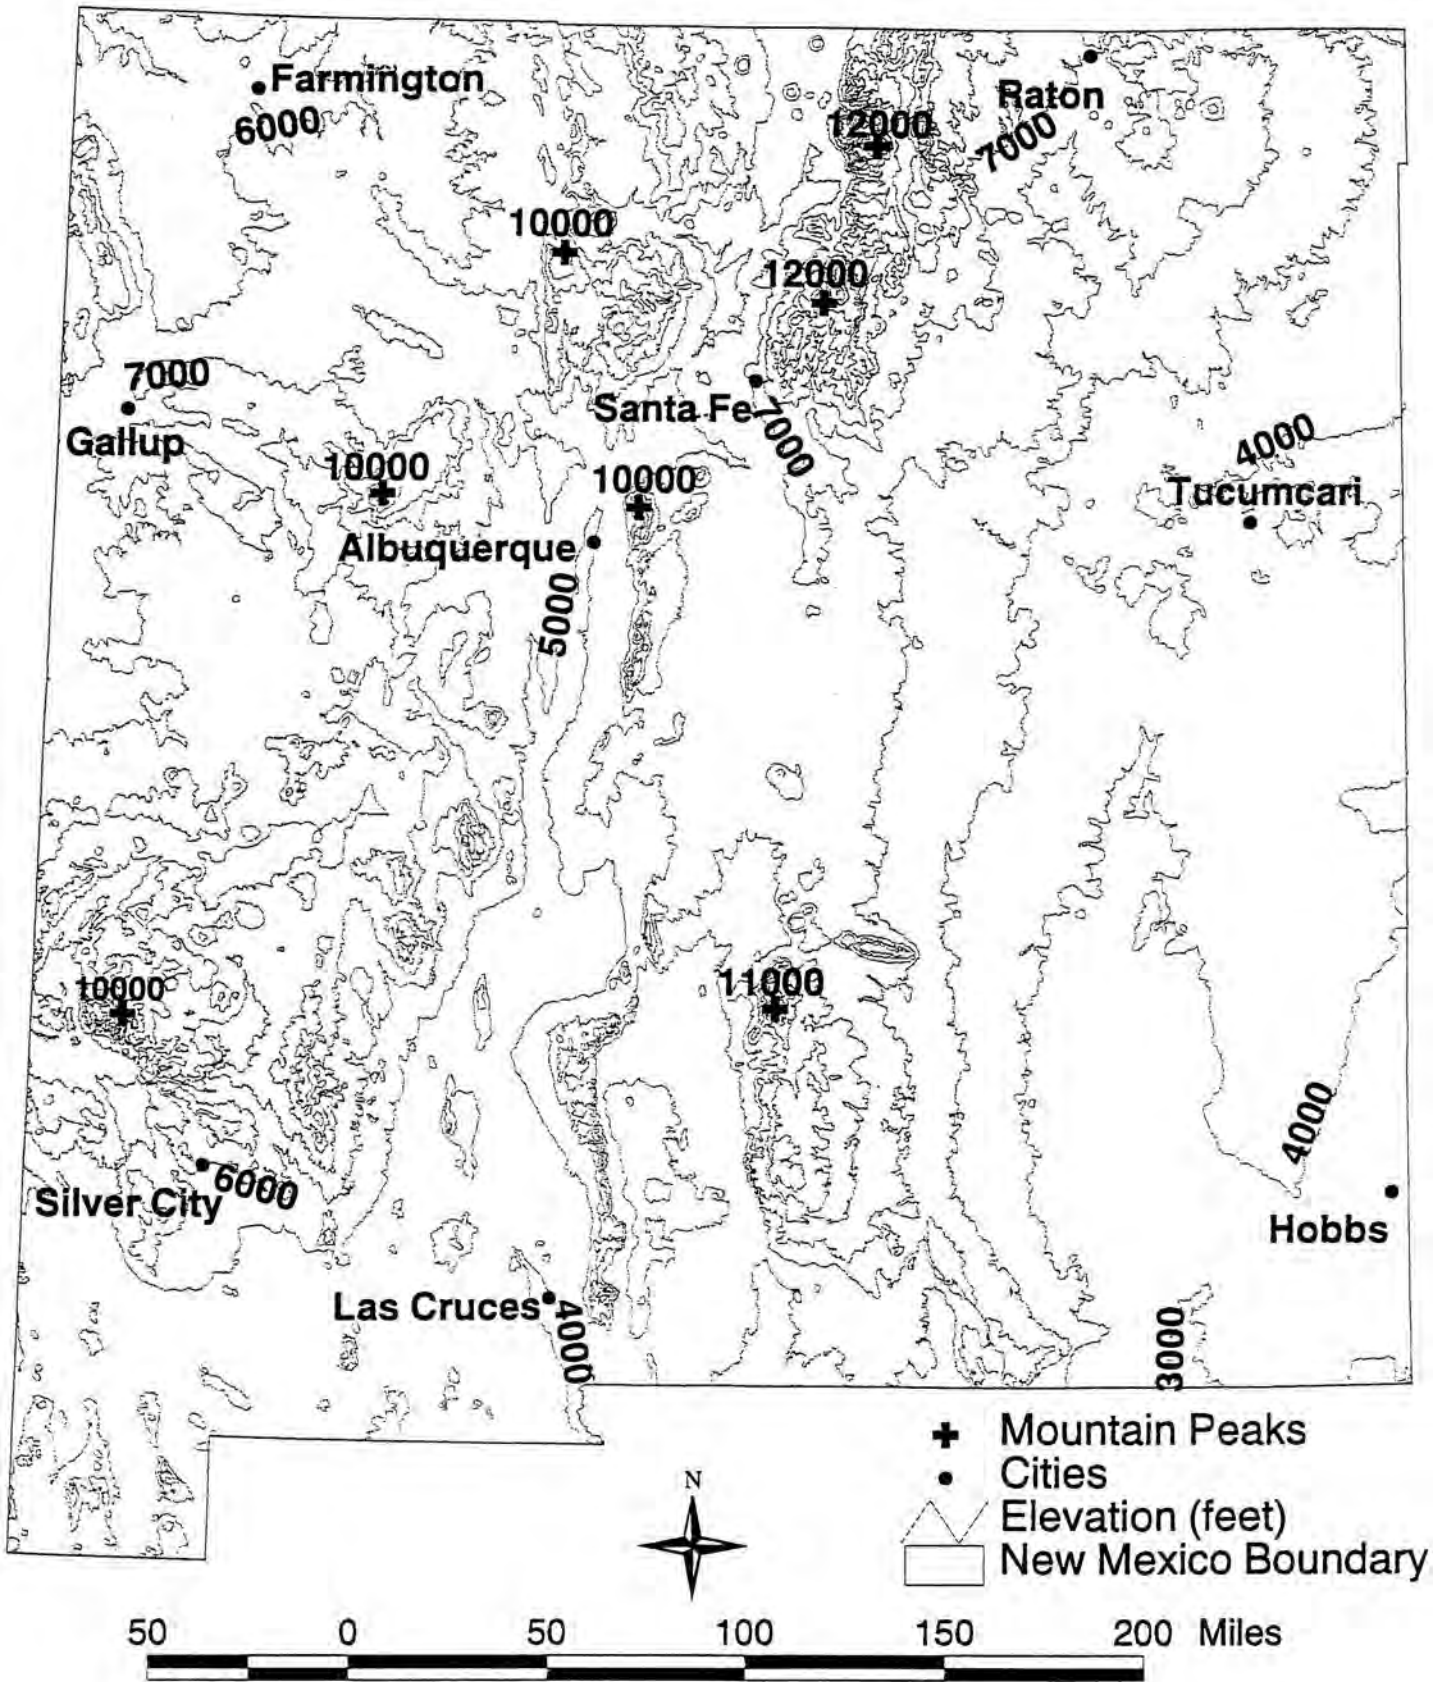 Farmington
6000
Raton
12000
7000
10000
12000
7000
Gallup
Santa Fe
7000
4000
10000
10000
Tucumcari
Albuquerque
5000
10000
11000
4000
Silver City
6000
Hobbs
Las Cruces
4000
3000
Mountain Peaks
Cities
Elevation (feet)
New Mexico Boundary
N
50 0 50 100 150 200 Miles